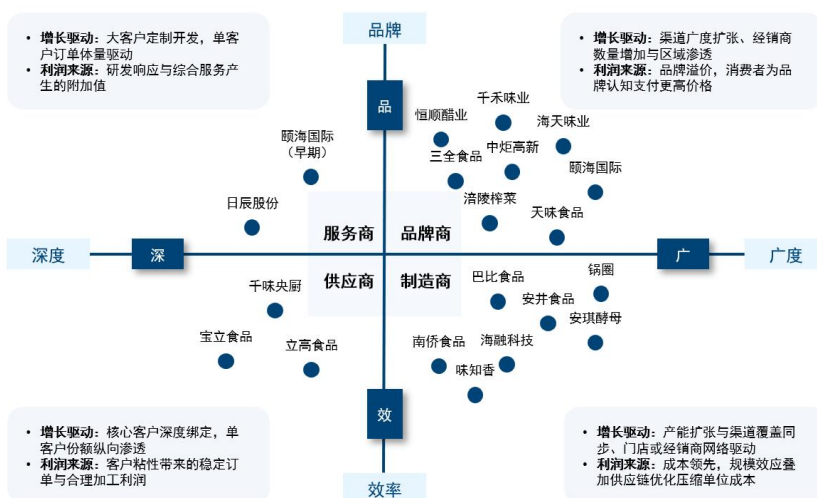 品牌
• 增长驱动：大客户定制开发，单客
户订单体量驱动
• 利润来源：研发响应与综合服务产
生的附加值
• 增长驱动：渠道广度扩张、经销商
数量增加与区域渗透
• 利润来源：品牌溢价，消费者为品
牌认知支付更高价格
品
千禾味业
恒顺醋业
海天味业
颐海国际
（早期）
三全食品
中炬高新
颐海国际
日辰股份
涪陵榨菜
天味食品
服务商
品牌商
深度
深
广
广度
供应商
制造商
千味央厨
巴比食品
锅圈
安井食品
安琪酵母
宝立食品
立高食品
南侨食品
海融科技
味知香
效
• 增长驱动：核心客户深度绑定，单
客户份额纵向渗透
• 利润来源：客户粘性带来的稳定订
单与合理加工利润
• 增长驱动：产能扩张与渠道覆盖同
步、门店或经销商网络驱动
• 利润来源：成本领先，规模效应叠
加供应链优化压缩单位成本
效率